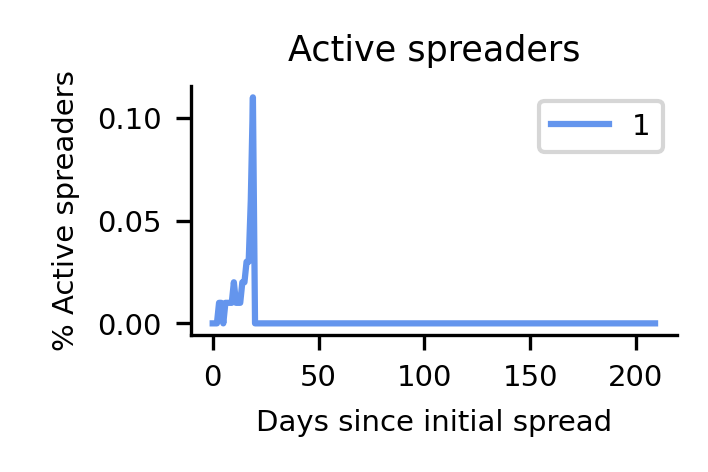 Active spreaders
% Active spreaders
0.10
0.05
0.00
1
0 50 100 150 200
Days since initial spread